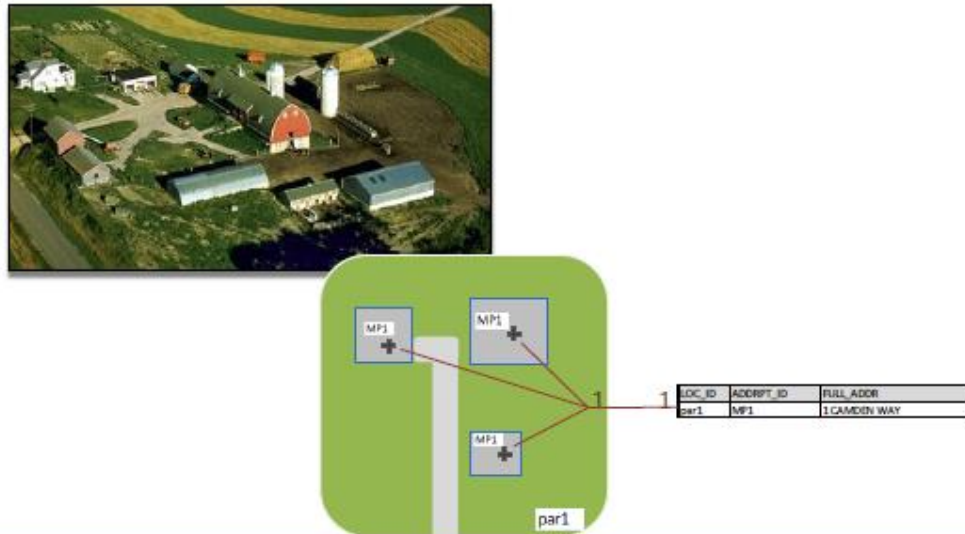 MP1
MP1
1
1
LOC_ID ADDRPT_ID FULL_ADDR
par1 MP1 1 CAMDEN WAY
MP1
par1